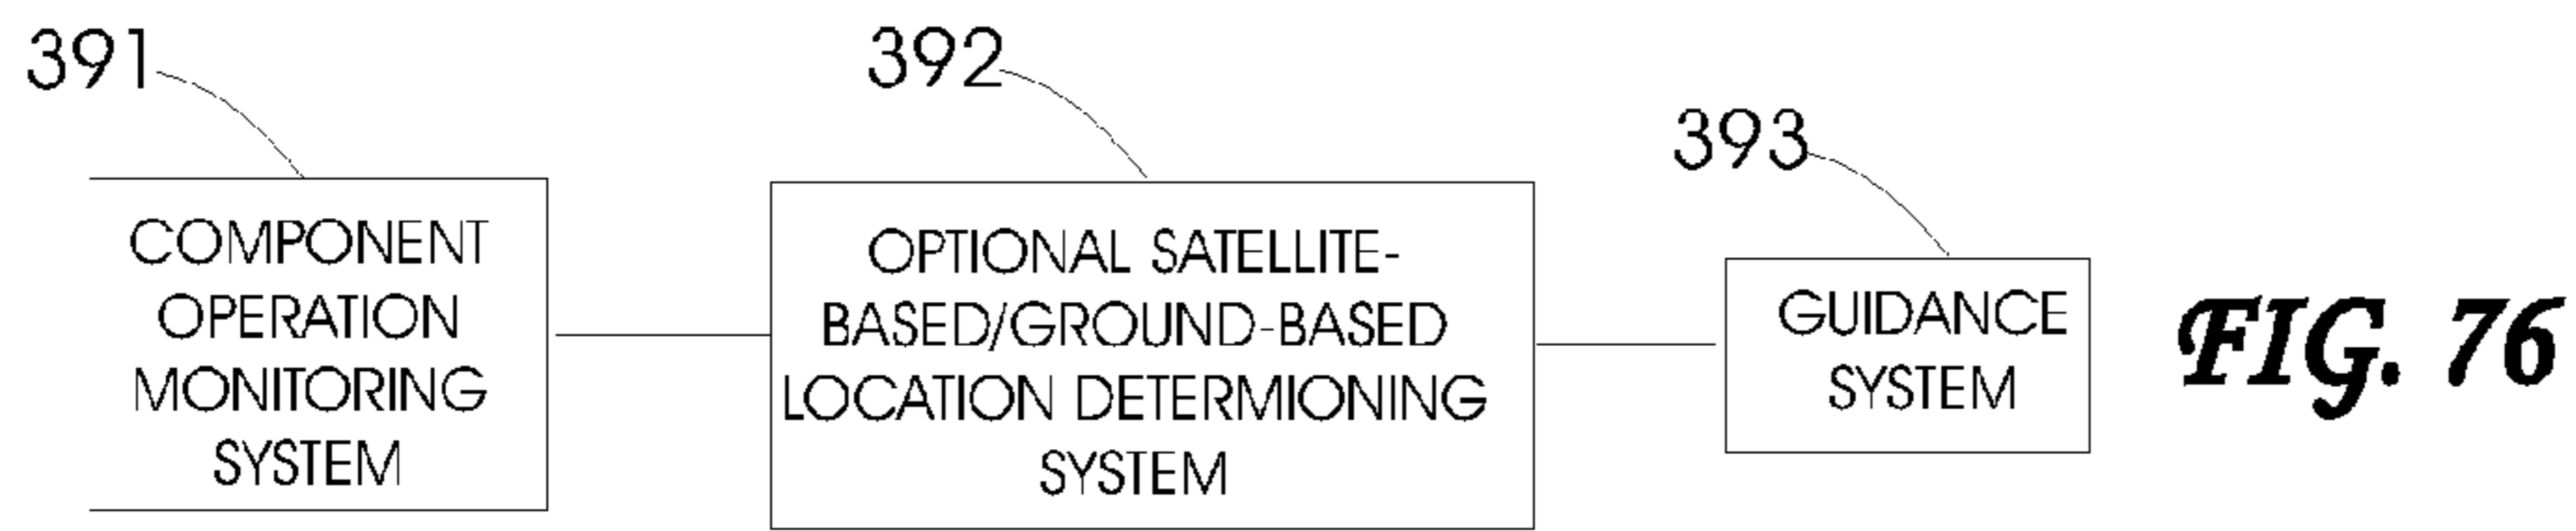 391
COMPONENT
OPERATION
MONITORING
SYSTEM
392
OPTIONAL SATELLITE-
BASED/GROUND-BASED
LOCATION DETERMIONING
SYSTEM
393
GUIDANCE
SYSTEM
FIG. 76